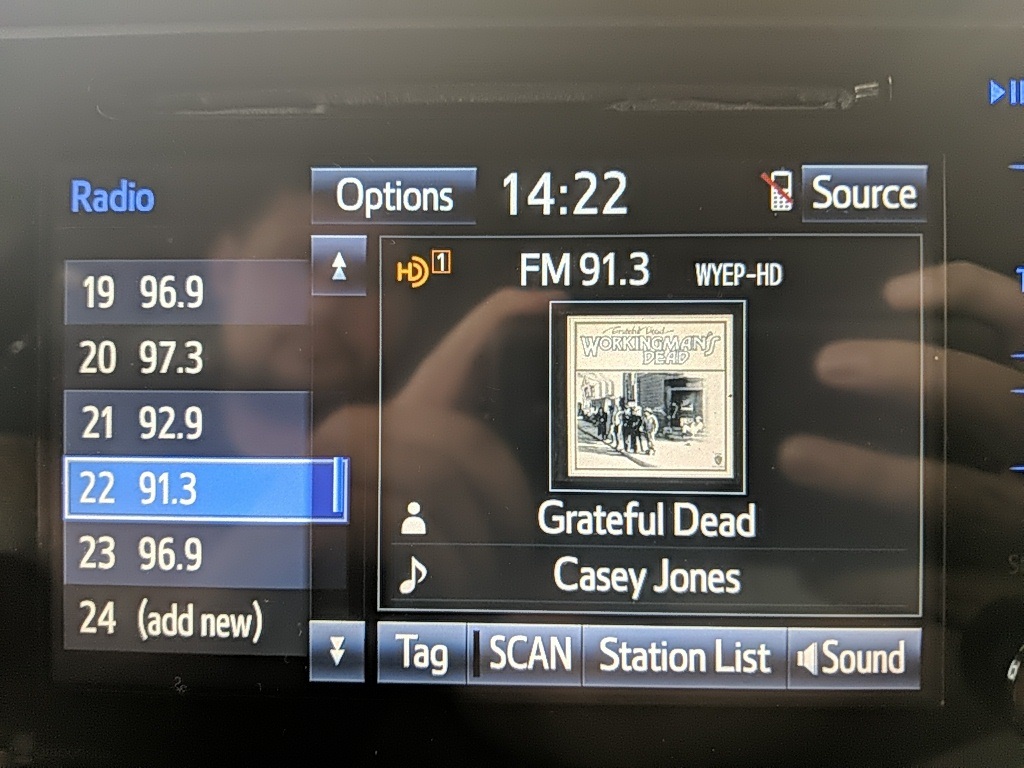 Radio
Options
14:22
Source
19 96.9
20 97.3
21 92.9
22 91.3
23 96.9
24 (add new)
HD 1
FM 91.3 WYEP-HD
Grateful Dead
WORKINGMAN'S
DEAD
Grateful Dead
Casey Jones
Tag
SCAN
Station List
Sound